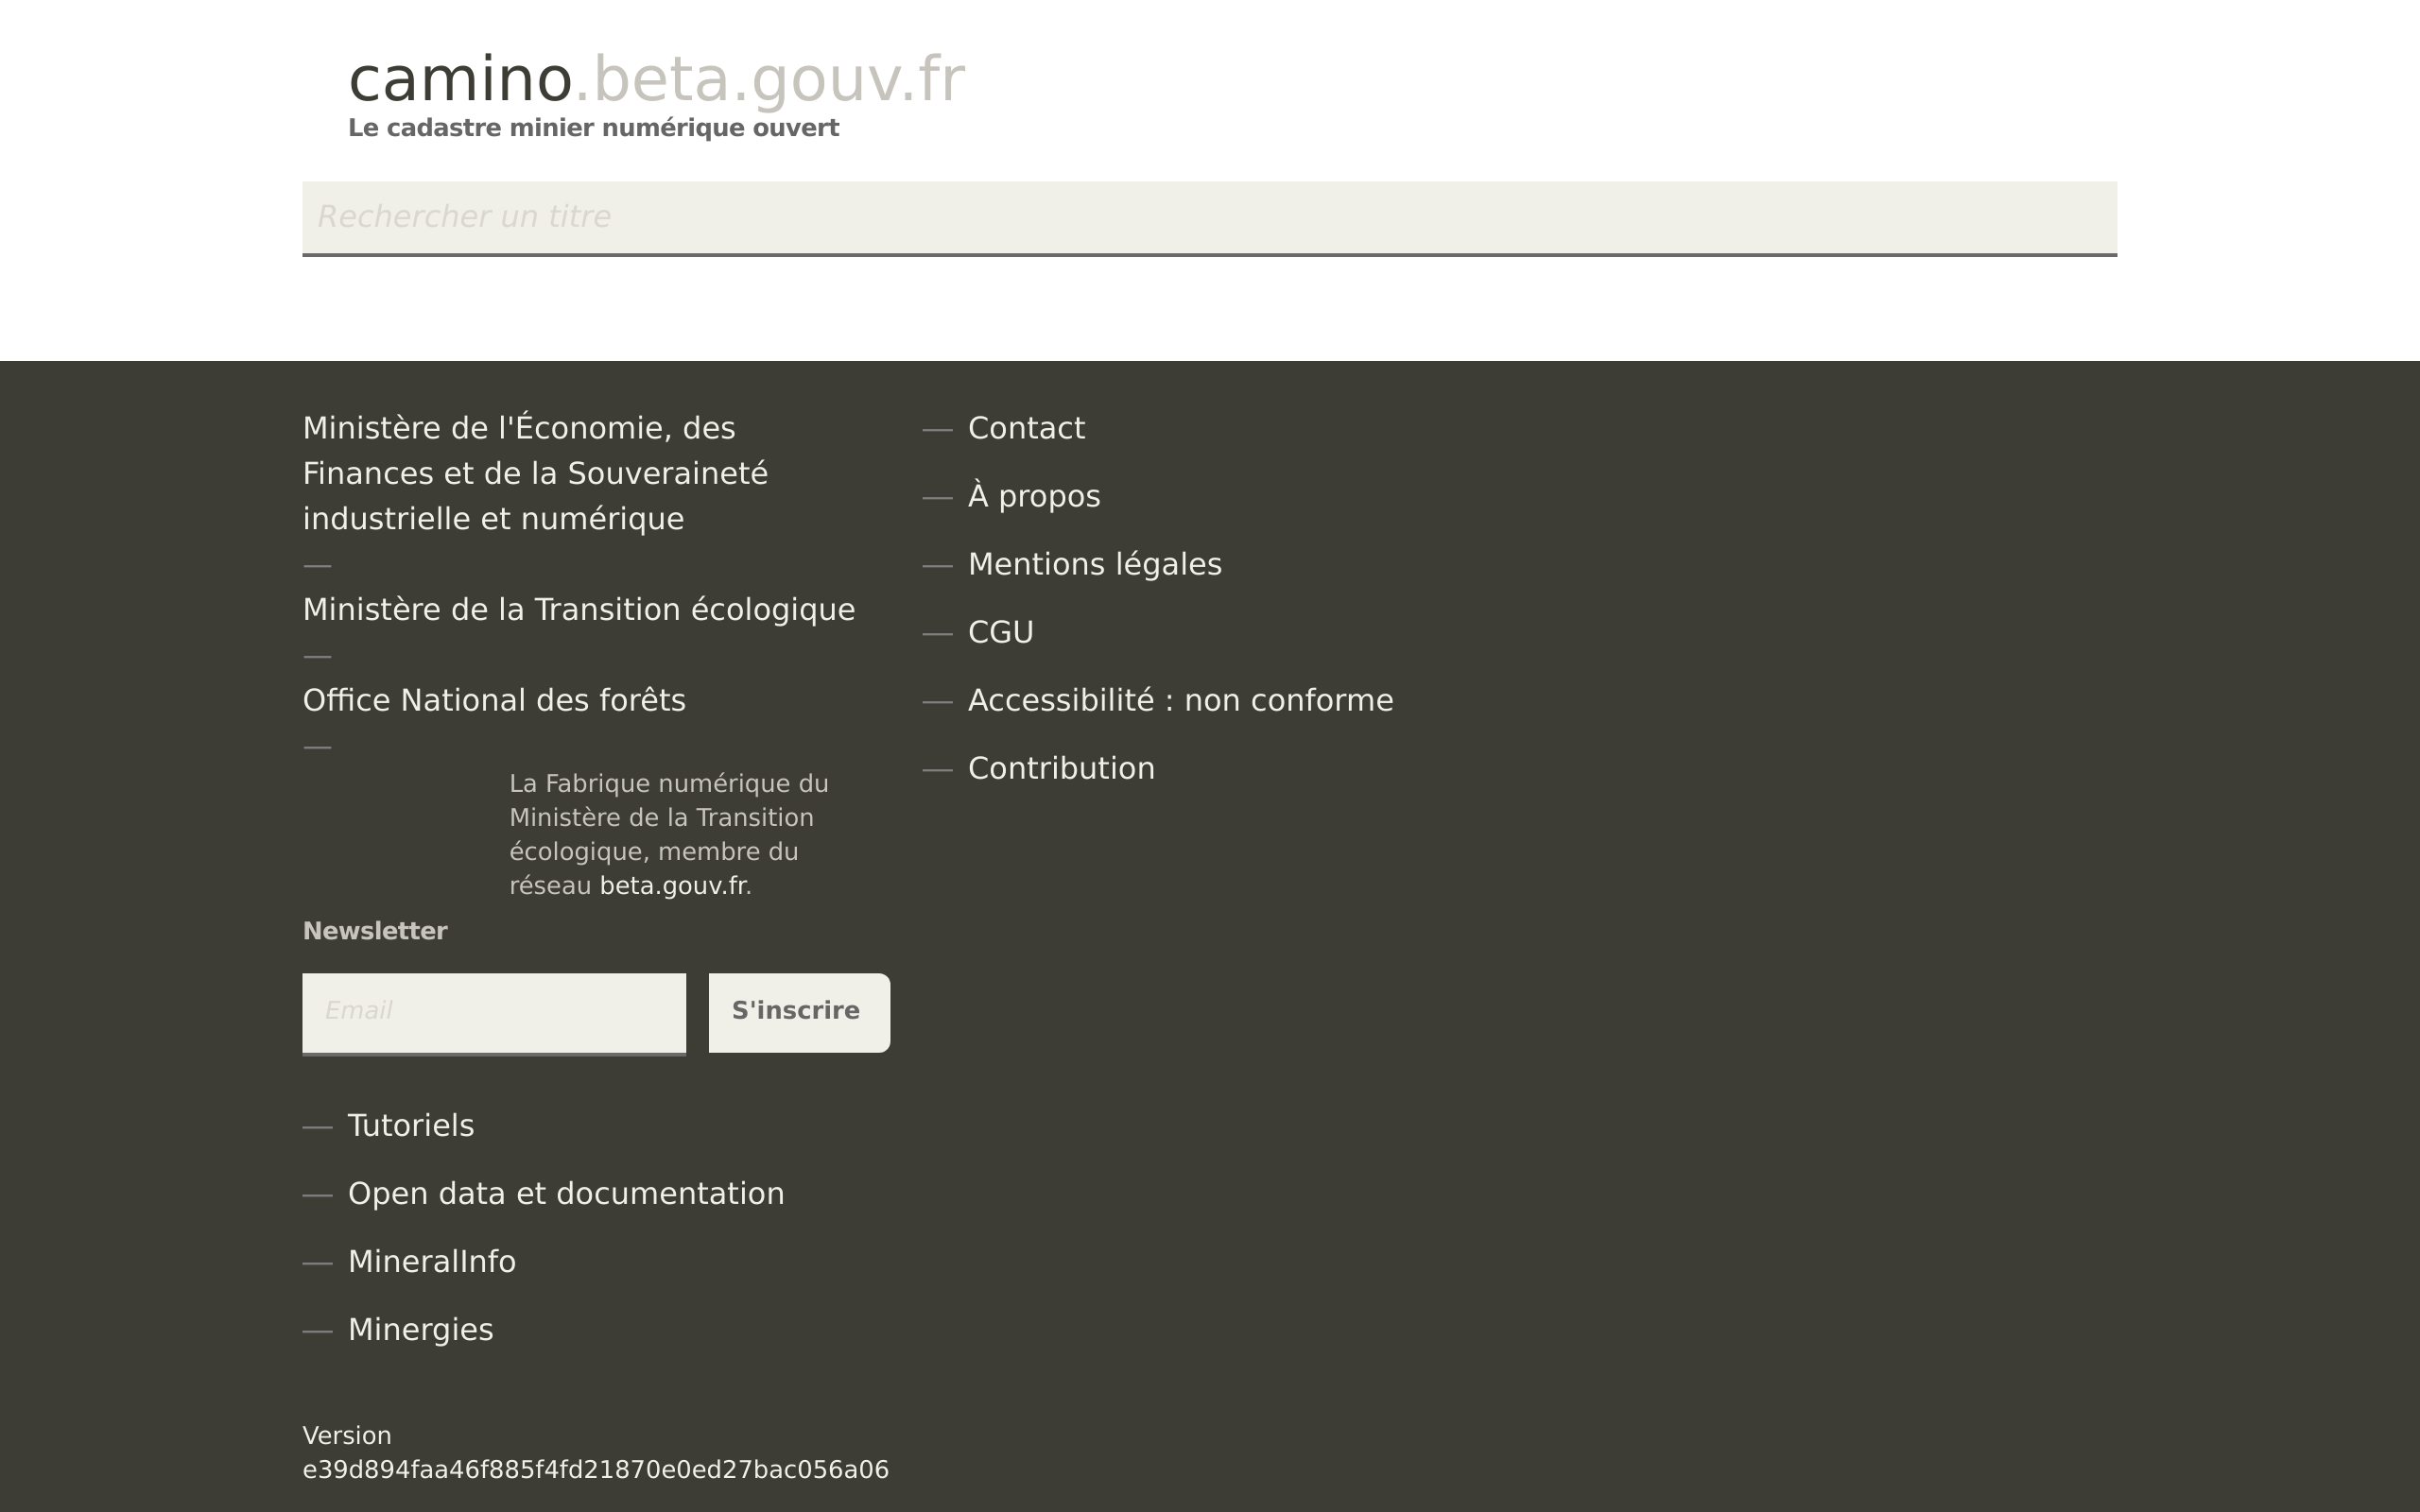 camino.beta.gouv.fr
Le cadastre minier numérique ouvert
Rechercher un titre
Ministère de l'Économie, des
Finances et de la Souveraineté
industrielle et numérique
—
Ministère de la Transition écologique
—
Office National des forêts
—
La Fabrique numérique du
Ministère de la Transition
écologique, membre du
réseau beta.gouv.fr.
Newsletter
Email
S'inscrire
— Contact
— À propos
— Mentions légales
— CGU
— Accessibilité : non conforme
— Contribution
— Tutoriels
— Open data et documentation
— MineralInfo
— Minergies
Version
e39d894faa46f885f4fd21870e0ed27bac056a06